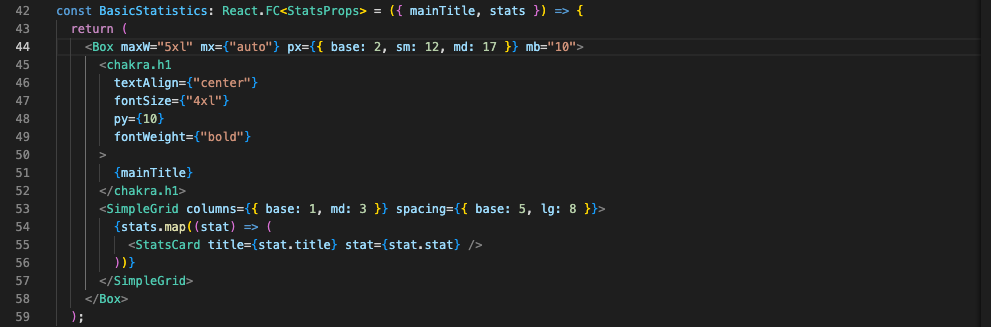 42 const BasicStatistics: React.FC<StatsProps> = ({ mainTitle, stats }) => {
43   return (
44     <Box maxW="5xl" mx={"auto"} px={{ base: 2, sm: 12, md: 17 }} mb="10">
45       <chakra.h1
46         textAlign={"center"}
47         fontSize={"4xl"}
48         py={10}
49         fontWeight={"bold"}
50       >
51         {mainTitle}
52       </chakra.h1>
53       <SimpleGrid columns={{ base: 1, md: 3 }} spacing={{ base: 5, lg: 8 }}>
54         {stats.map((stat) => (
55           <StatsCard title={stat.title} stat={stat.stat} />
56         ))}
57       </SimpleGrid>
58     </Box>
59   );